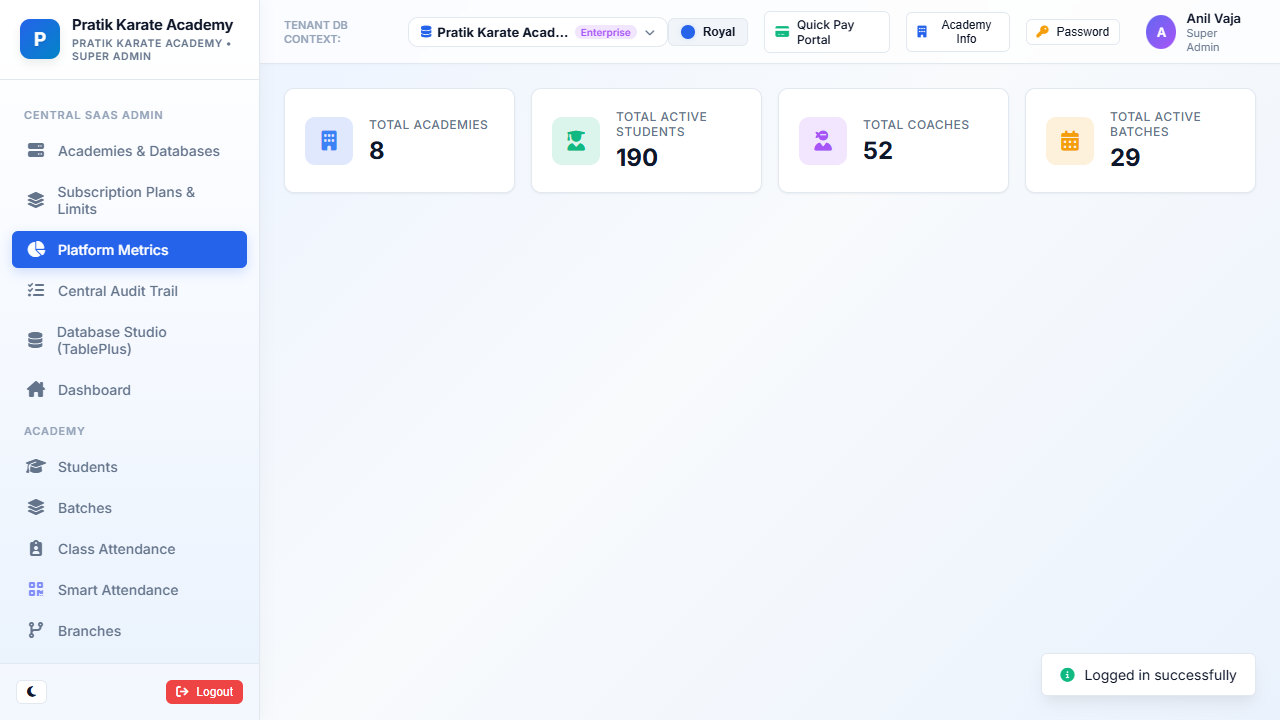 P
Pratik Karate Academy
PRATIK KARATE ACADEMY •
SUPER ADMIN
CENTRAL SAAS ADMIN
Academies & Databases
Subscription Plans &
Limits
Platform Metrics
Central Audit Trail
Database Studio
(TablePlus)
Dashboard
ACADEMY
Students
Batches
Class Attendance
Smart Attendance
Branches
Logout
TENANT DB
CONTEXT:
Pratik Karate Acad... Enterprise
Royal
Quick Pay
Portal
Academy
Info
Password
A
Anil Vaja
Super
Admin
TOTAL ACADEMIES
8
TOTAL ACTIVE
STUDENTS
190
TOTAL COACHES
52
TOTAL ACTIVE
BATCHES
29
Logged in successfully